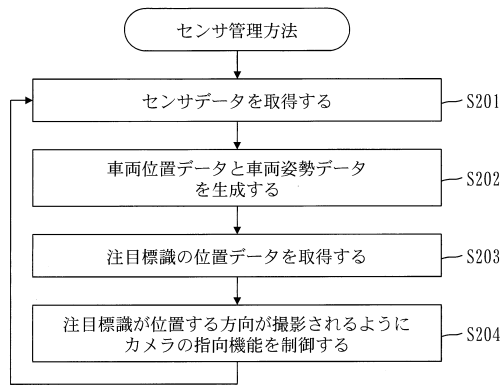 センサ管理方法
センサデータを取得する
S201
車両位置データと車両姿勢データ
を生成する
S202
注目標識の位置データを取得する
S203
注目標識が位置する方向が撮影されるように
カメラの指向機能を制御する
S204